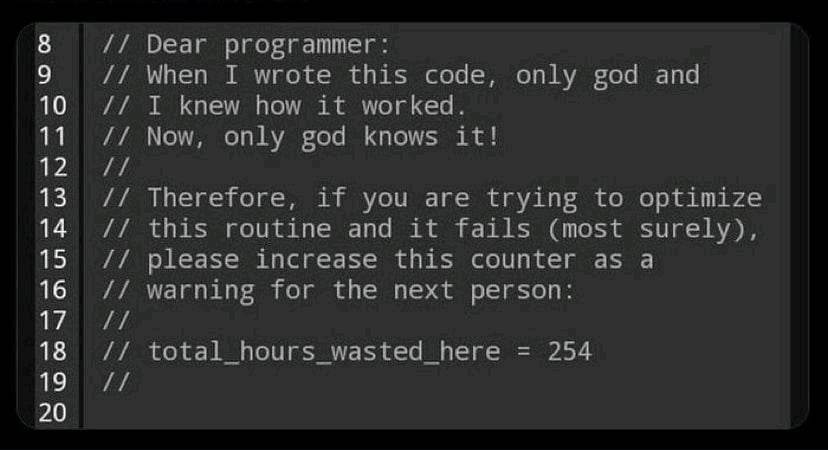 8 // Dear programmer:
9 // When I wrote this code, only god and
10 // I knew how it worked.
11 // Now, only god knows it!
12 //
13 // Therefore, if you are trying to optimize
14 // this routine and it fails (most surely),
15 // please increase this counter as a
16 // warning for the next person:
17 //
18 // total_hours_wasted_here = 254
19 //
20